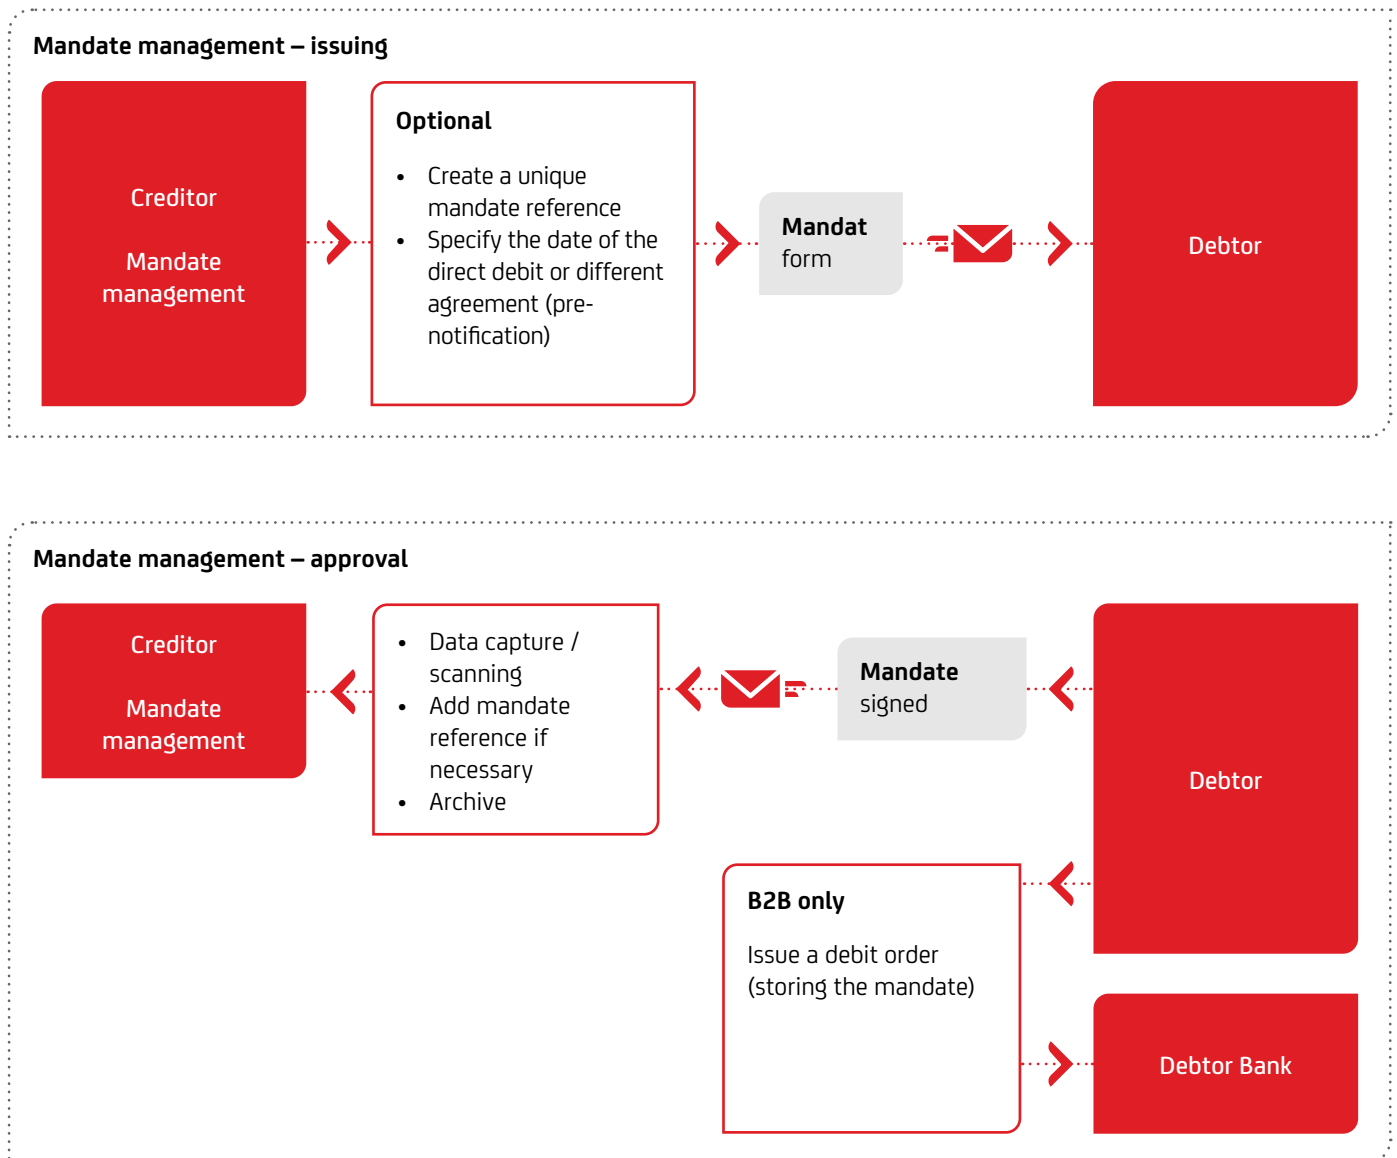 Mandate management – issuing
Creditor
Mandate
management
Optional
• Create a unique
mandate reference
• Specify the date of the
direct debit or different
agreement (pre-
notification)
Mandat
form
Debtor
Mandate management – approval
Creditor
Mandate
management
• Data capture /
scanning
• Add mandate
reference if
necessary
• Archive
Mandate
signed
Debtor
B2B only
Issue a debit order
(storing the mandate)
Debtor Bank